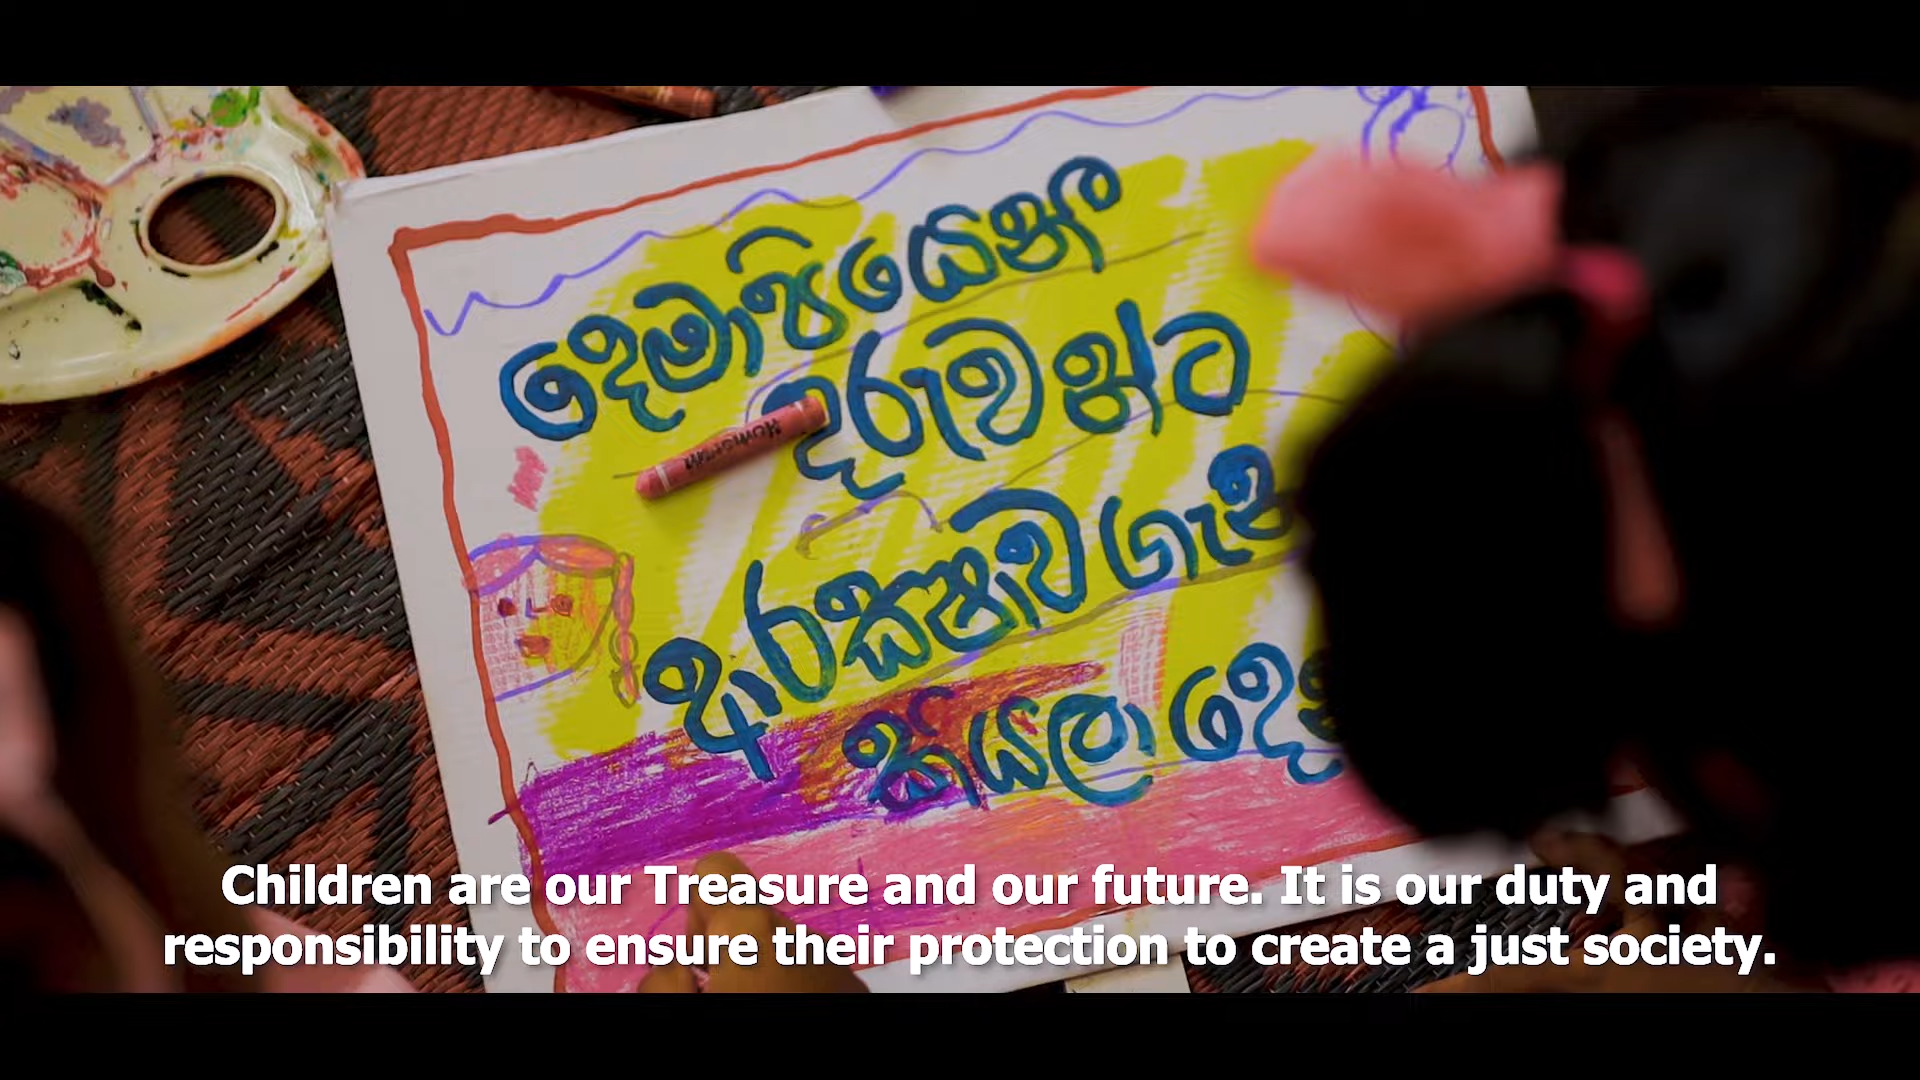 දෙමාපියෙනි
දරුවන්ට
ආරක්ෂාව ගැන
කියලා
Children are our Treasure and our future. It is our duty and
responsibility to ensure their protection to create a just society.